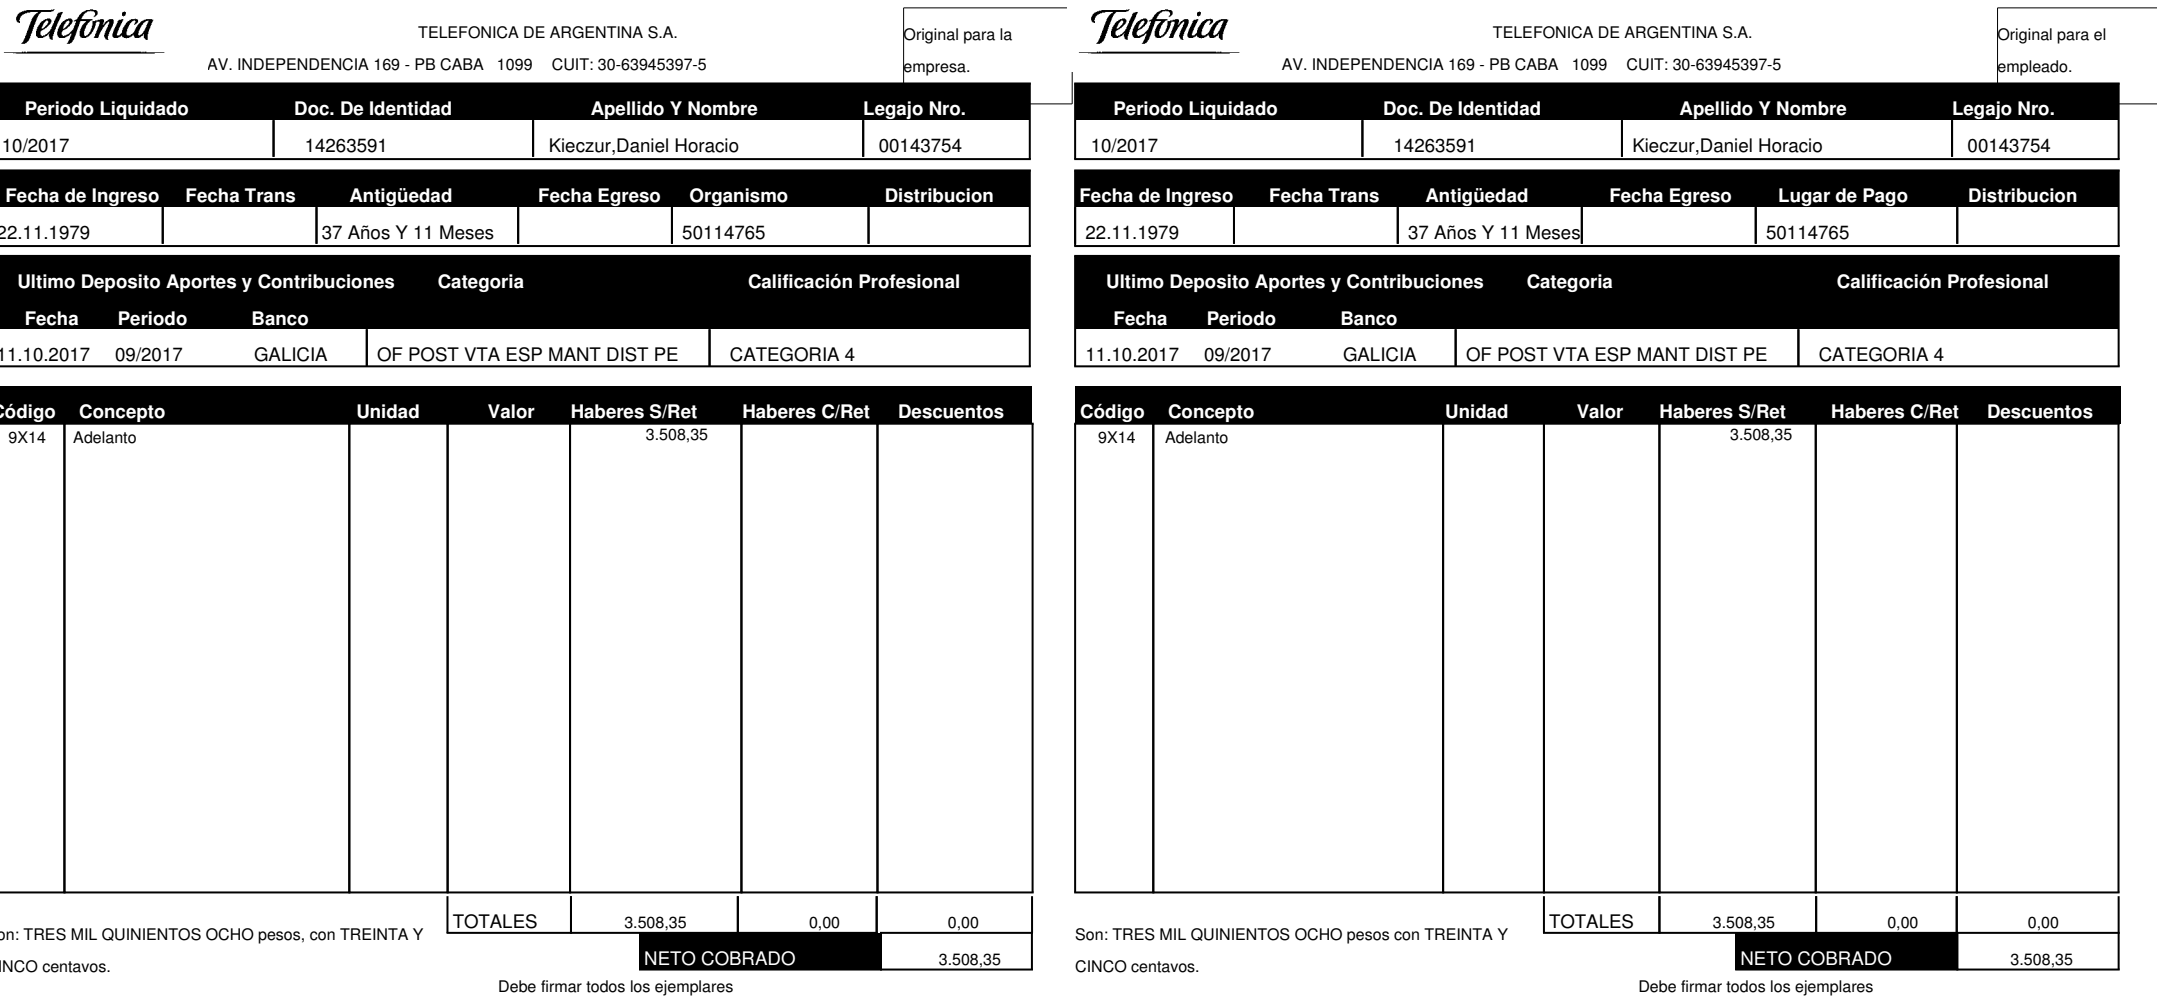 Telefónica
TELEFONICA DE ARGENTINA S.A.
Original para la
AV. INDEPENDENCIA 169 - PB CABA 1099 CUIT: 30-63945397-5
empresa.
Periodo Liquidado Doc. De Identidad Apellido Y Nombre Legajo Nro.
10/2017 14263591 Kieczur,Daniel Horacio 00143754
Fecha de Ingreso Fecha Trans Antigüedad Fecha Egreso Organismo Distribucion
22.11.1979 37 Años Y 11 Meses 50114765
Ultimo Deposito Aportes y Contribuciones Categoria Calificación Profesional
Fecha Periodo Banco
11.10.2017 09/2017 GALICIA OF POST VTA ESP MANT DIST PE CATEGORIA 4
Código Concepto Unidad Valor Haberes S/Ret Haberes C/Ret Descuentos
9X14 Adelanto 3.508,35
TOTALES 3.508,35 0,00 0,00
on: TRES MIL QUINIENTOS OCHO pesos, con TREINTA Y
INCO centavos.
NETO COBRADO 3.508,35
Debe firmar todos los ejemplares
Telefónica
TELEFONICA DE ARGENTINA S.A.
Original para el
AV. INDEPENDENCIA 169 - PB CABA 1099 CUIT: 30-63945397-5
empleado.
Periodo Liquidado Doc. De Identidad Apellido Y Nombre Legajo Nro.
10/2017 14263591 Kieczur,Daniel Horacio 00143754
Fecha de Ingreso Fecha Trans Antigüedad Fecha Egreso Lugar de Pago Distribucion
22.11.1979 37 Años Y 11 Meses 50114765
Ultimo Deposito Aportes y Contribuciones Categoria Calificación Profesional
Fecha Periodo Banco
11.10.2017 09/2017 GALICIA OF POST VTA ESP MANT DIST PE CATEGORIA 4
Código Concepto Unidad Valor Haberes S/Ret Haberes C/Ret Descuentos
9X14 Adelanto 3.508,35
TOTALES 3.508,35 0,00 0,00
Son: TRES MIL QUINIENTOS OCHO pesos con TREINTA Y
CINCO centavos.
NETO COBRADO 3.508,35
Debe firmar todos los ejemplares